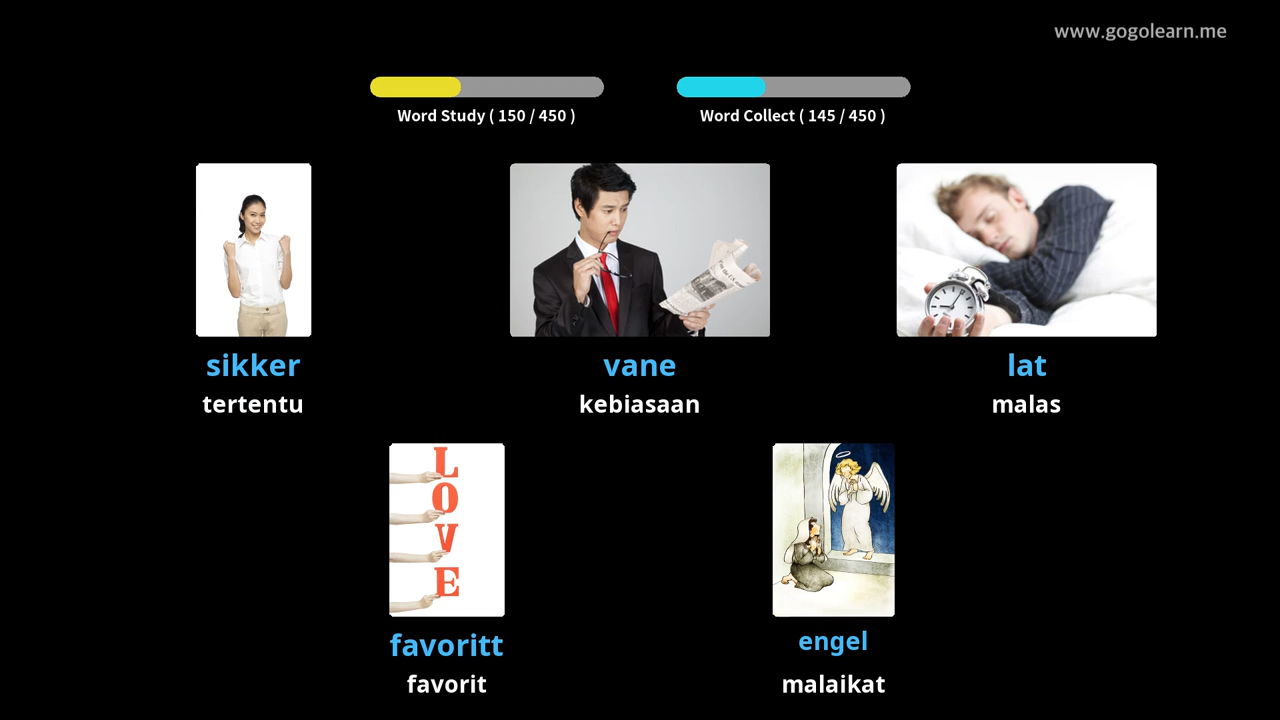 www.gogolearn.me
Word Study ( 150 / 450 )
Word Collect ( 145 / 450 )
sikker
tertentu
vane
kebiasaan
lat
malas
L
O
V
E
favoritt
favorit
engel
malaikat